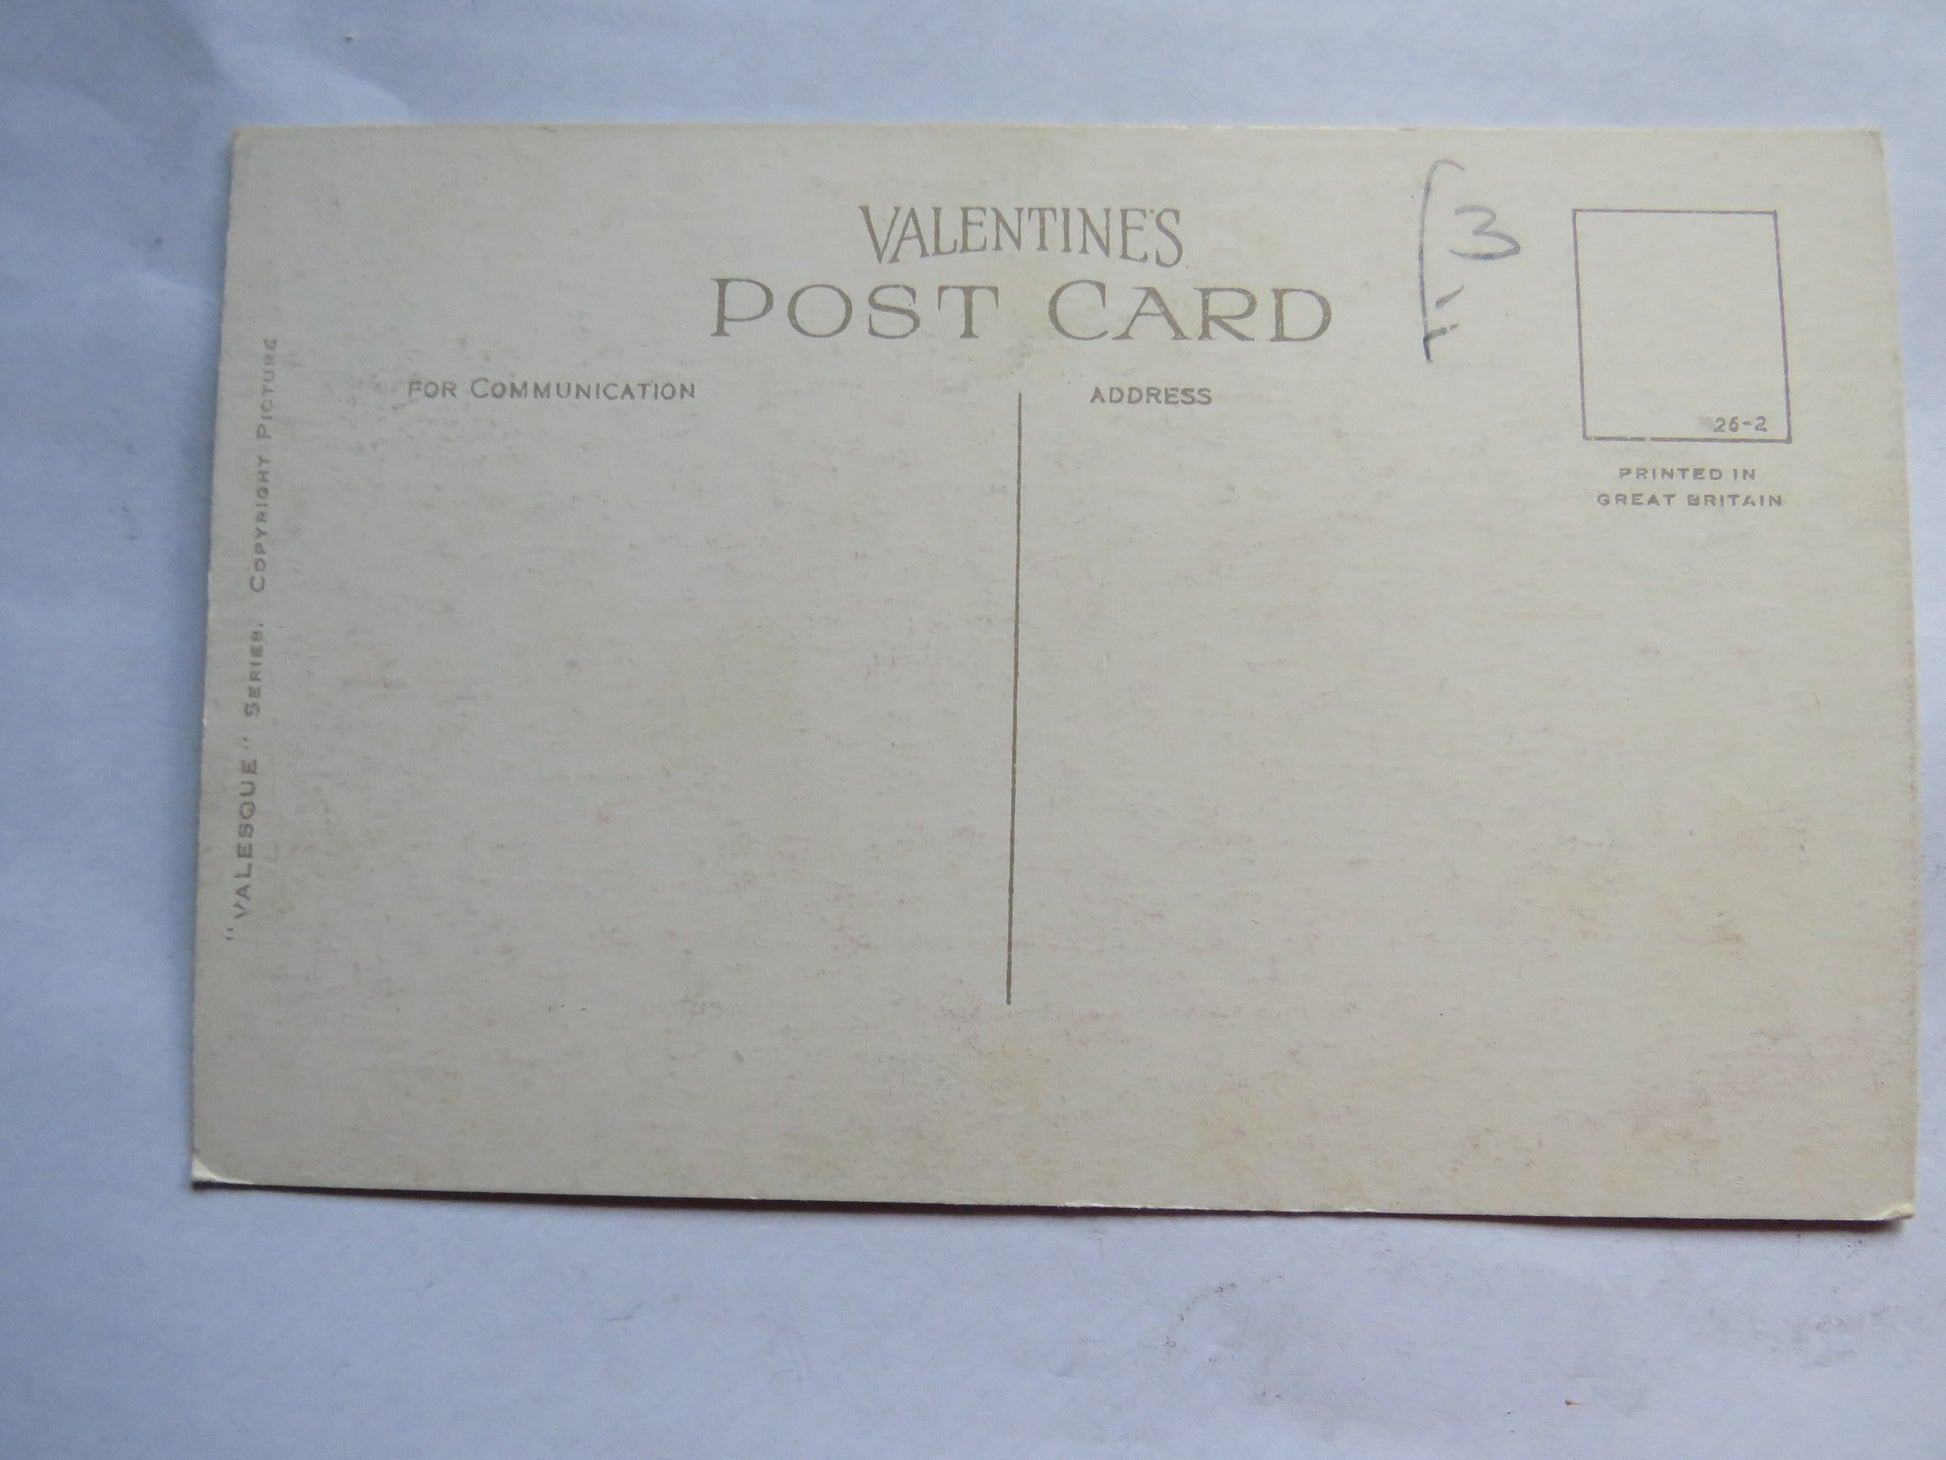 VALENTINE'S
POST CARD
3
FOR COMMUNICATION
ADDRESS
26-2
PRINTED IN
GREAT BRITAIN
"VALESQUE" SERIES. COPYRIGHT PICTURE